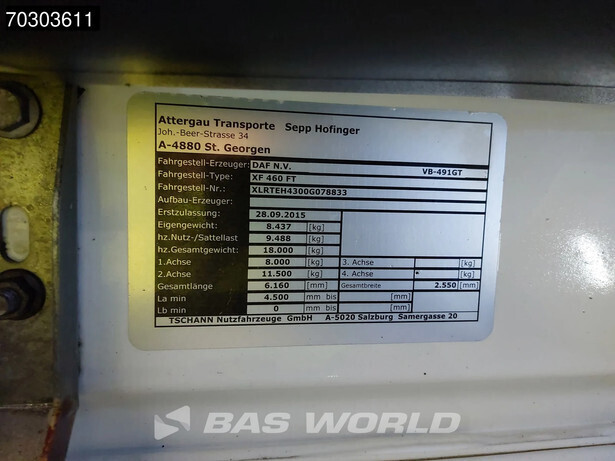 70303611
Attergau Transporte Sepp Hofinger
Joh.-Beer-Strasse 34
A-4880 St. Georgen
Fahrgestell-Erzeuger: DAF N.V. VB-491GT
Fahrgestell-Type: XF 460 FT
Fahrgestell-Nr.: XLRTEH4300G078833
Aufbau-Erzeuger:
Erstzulassung: 28.09.2015
Eigengewicht: 8.437 [kg]
hz.Nutz-/Sattellast 9.488 [kg]
hz.Gesamtgewicht: 18.000 [kg]
1.Achse 8.000 [kg] 3. Achse [kg]
2.Achse 11.500 [kg] 4. Achse * [kg]
Gesamtlänge 6.160 [mm] Gesamtbreite 2.550 [mm]
La min 4.500 mm bis [mm]
Lb min 0 mm bis [mm]
TSCHANN Nutzfahrzeuge GmbH A-5020 Salzburg Samergasse 20
BAS WORLD